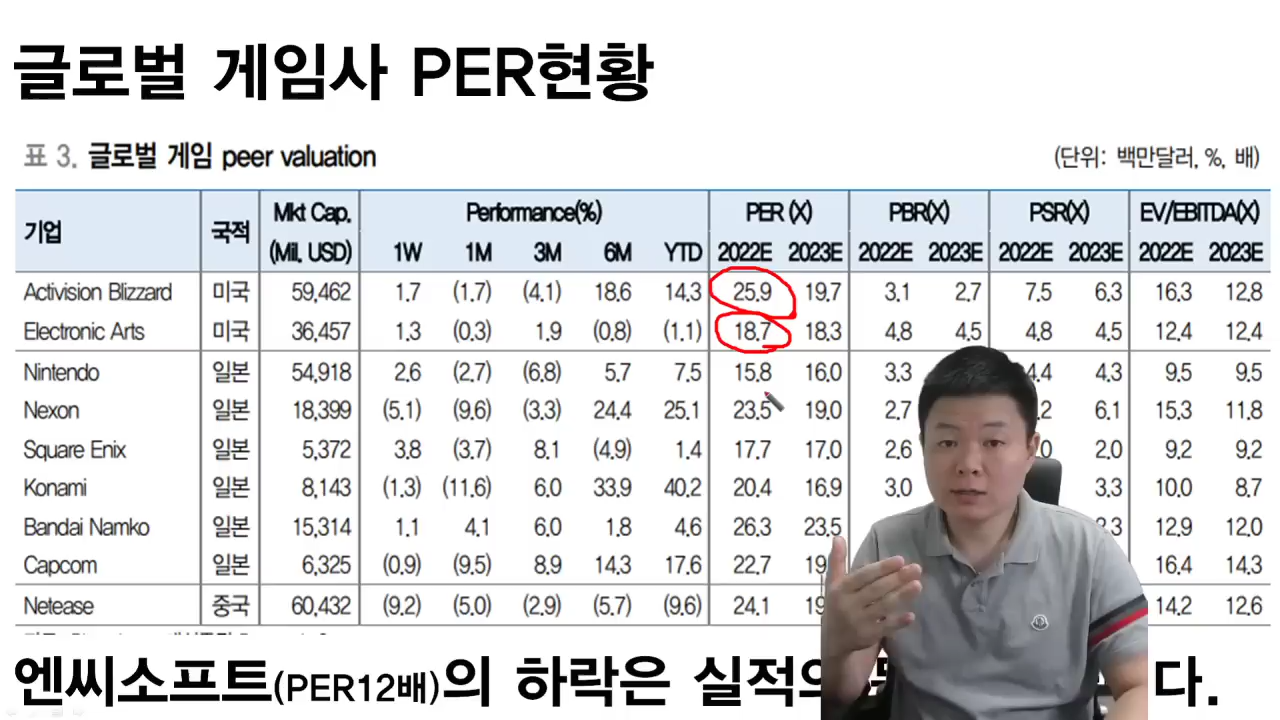 글로벌 게임사 PER현황
표 3. 글로벌 게임 peer valuation (단위: 백만달러, %, 배)
기업 국적 Mkt Cap. (Mil. USD) Performance(%) PER (X) PBR(X) PSR(X) EV/EBITDA(X)
1W 1M 3M 6M YTD 2022E 2023E 2022E 2023E 2022E 2023E 2022E 2023E
Activision Blizzard 미국 59,462 1.7 (1.7) (4.1) 18.6 14.3 25.9 19.7 3.1 2.7 7.5 6.3 16.3 12.8
Electronic Arts 미국 36,457 1.3 (0.3) 1.9 (0.8) (1.1) 18.7 18.3 4.8 4.5 4.8 4.5 12.4 12.4
Nintendo 일본 54,918 2.6 (2.7) (6.8) 5.7 7.5 15.8 16.0 3.3 4.3 9.5 9.5
Nexon 일본 18,399 (5.1) (9.6) (3.3) 24.4 25.1 23.5 19.0 2.7 6.1 15.3 11.8
Square Enix 일본 5,372 3.8 (3.7) 8.1 (4.9) 1.4 17.7 17.0 2.6 2.0 9.2 9.2
Konami 일본 8,143 (1.3) (11.6) 6.0 33.9 40.2 20.4 16.9 3.0 3.3 10.0 8.7
Bandai Namko 일본 15,314 1.1 4.1 6.0 1.8 4.6 26.3 23.5 12.9 12.0
Capcom 일본 6,325 (0.9) (9.5) 8.9 14.3 17.6 22.7 16.4 14.3
Netease 중국 60,432 (9.2) (5.0) (2.9) (5.7) (9.6) 24.1 14.2 12.6
엔씨소프트(PER12배)의 하락은 다.